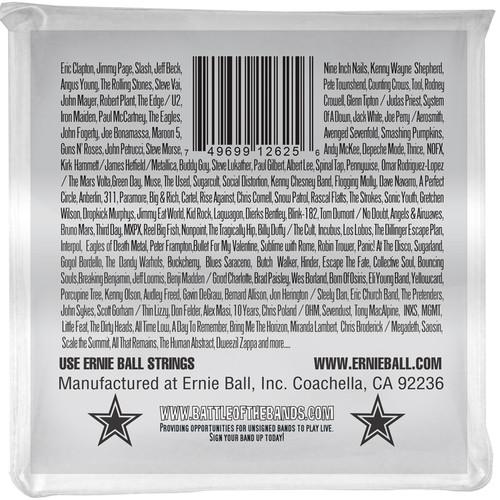 Eric Clapton, Jimmy Page, Slash, Jeff Beck,
Angus Young, The Rolling Stones, Steve Vai,
John Mayer, Robert Plant, The Edge / U2,
Iron Maiden, Paul McCartney, The Eagles,
John Fogerty, Joe Bonamassa, Maroon 5,
Guns N' Roses, John Petrucci, Steve Morse,
Nine Inch Nails, Kenny Wayne Shepherd,
Pete Townshend, Counting Crows, Tool, Rodney
Crowell, Glenn Tipton / Judas Priest, System
Of A Down, Jack White, Joe Perry / Aerosmith,
Avenged Sevenfold, Smashing Pumpkins,
Andy McKee, Depeche Mode, Thrice, NOFX,
7 49699 12625 6
Kirk Hammett / James Hetfield / Metallica, Buddy Guy, Steve Lukather, Paul Gilbert, Albert Lee, Spinal Tap, Pennywise, Omar Rodriguez-Lopez
/ The Mars Volta, Green Day, Muse, The Used, Sugarcult, Social Distortion, Kenny Chesney Band, Flogging Molly, Dave Navarro, A Perfect
Circle, Anberlin, 311, Paramore, Big & Rich, Cartel, Rise Against, Chris Cornell, Snow Patrol, Rascal Flatts, The Strokes, Sonic Youth, Gretchen
Wilson, Dropkick Murphys, Jimmy Eat World, Kid Rock, Lagwagon, Dierks Bentley, Blink-182, Tom Dumont / No Doubt, Angels & Airwaves,
Bruno Mars, Third Day, MXPX, Reel Big Fish, Nonpoint, The Tragically Hip, Billy Duffy / The Cult, Incubus, Los Lobos, The Dillinger Escape Plan,
Interpol, Eagles of Death Metal, Peter Frampton, Bullet For My Valentine, Sublime with Rome, Robin Trower, Panic! At The Disco, Sugarland,
Gogol Bordello, The Dandy Warhols, Buckcherry, Blues Saraceno, Butch Walker, Hinder, Escape The Fate, Collective Soul, Bouncing
Souls, Breaking Benjamin, Jeff Loomis, Benji Madden / Good Charlotte, Brad Paisley, Wes Borland, Born Of Osiris, Eli Young Band, Yellowcard,
Porcupine Tree, Kenny Olson, Audley Freed, Gavin DeGraw, Bernard Allison, Jon Herington / Steely Dan, Eric Church Band, The Pretenders,
John Sykes, Scott Gorham / Thin Lizzy, Don Felder, Alex Masi, 10 Years, Chris Poland / OHM, Sevendust, Tony MacAlpine, INXS, MGMT,
Little Feat, The Dirty Heads, All Time Low, A Day To Remember, Bring Me The Horizon, Miranda Lambert, Chris Broderick / Megadeth, Saosin,
Scale the Summit, All That Remains, The Human Abstract, Dweezil Zappa and more....
USE ERNIE BALL STRINGS
WWW.ERNIEBALL.COM
Manufactured at Ernie Ball, Inc. Coachella, CA 92236
WWW.BATTLEOFTHEBANDS.COM
PROVIDING OPPORTUNITIES FOR UNSIGNED BANDS TO PLAY LIVE.
SIGN YOUR BAND UP TODAY!